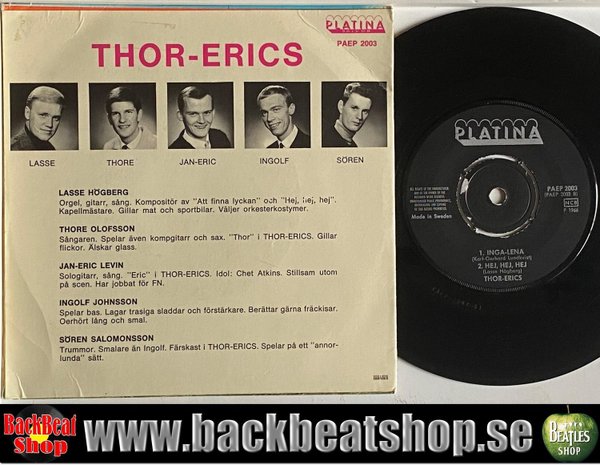 PLATINA
PAEP 2003
THOR-ERICS
LASSE
THORE
JAN-ERIC
INGOLF
SÖREN
LASSE HÖGBERG
Orgel, gitarr, sång. Kompositör av "Att finna lyckan" och "Hej, hej, hej".
Kapellmästare. Gillar mat och sportbilar. Väljer orkesterkostymer.
THORE OLOFSSON
Sångaren. Spelar även kompgitarr och sax. "Thor" i THOR-ERICS. Gillar
flickor. Älskar glass.
JAN-ERIC LEVIN
Sologitarr, sång. "Eric" i THOR-ERICS. Idol: Chet Atkins. Stillsam utom
på scen. Har jobbat för FN.
INGOLF JOHNSSON
Spelar bas. Lagar trasiga sladdar och förstärkare. Berättar gärna fräckisar.
Oerhört lång och smal.
SÖREN SALOMONSSON
Trummor. Smalare än Ingolf. Färskast i THOR-ERICS. Spelar på ett "annor-
lunda" sätt.
PLATINA
Made in Sweden
PAEP 2003
(PAEP 2003 B)
NCB
P 1966
1. INGA-LENA
(Karl-Gerhard Lundkvist)
2. HEJ, HEJ, HEJ
(Lasse Högberg)
THOR-ERICS
BackBeat
Shop
www.backbeatshop.se
BEATLES
SHOP